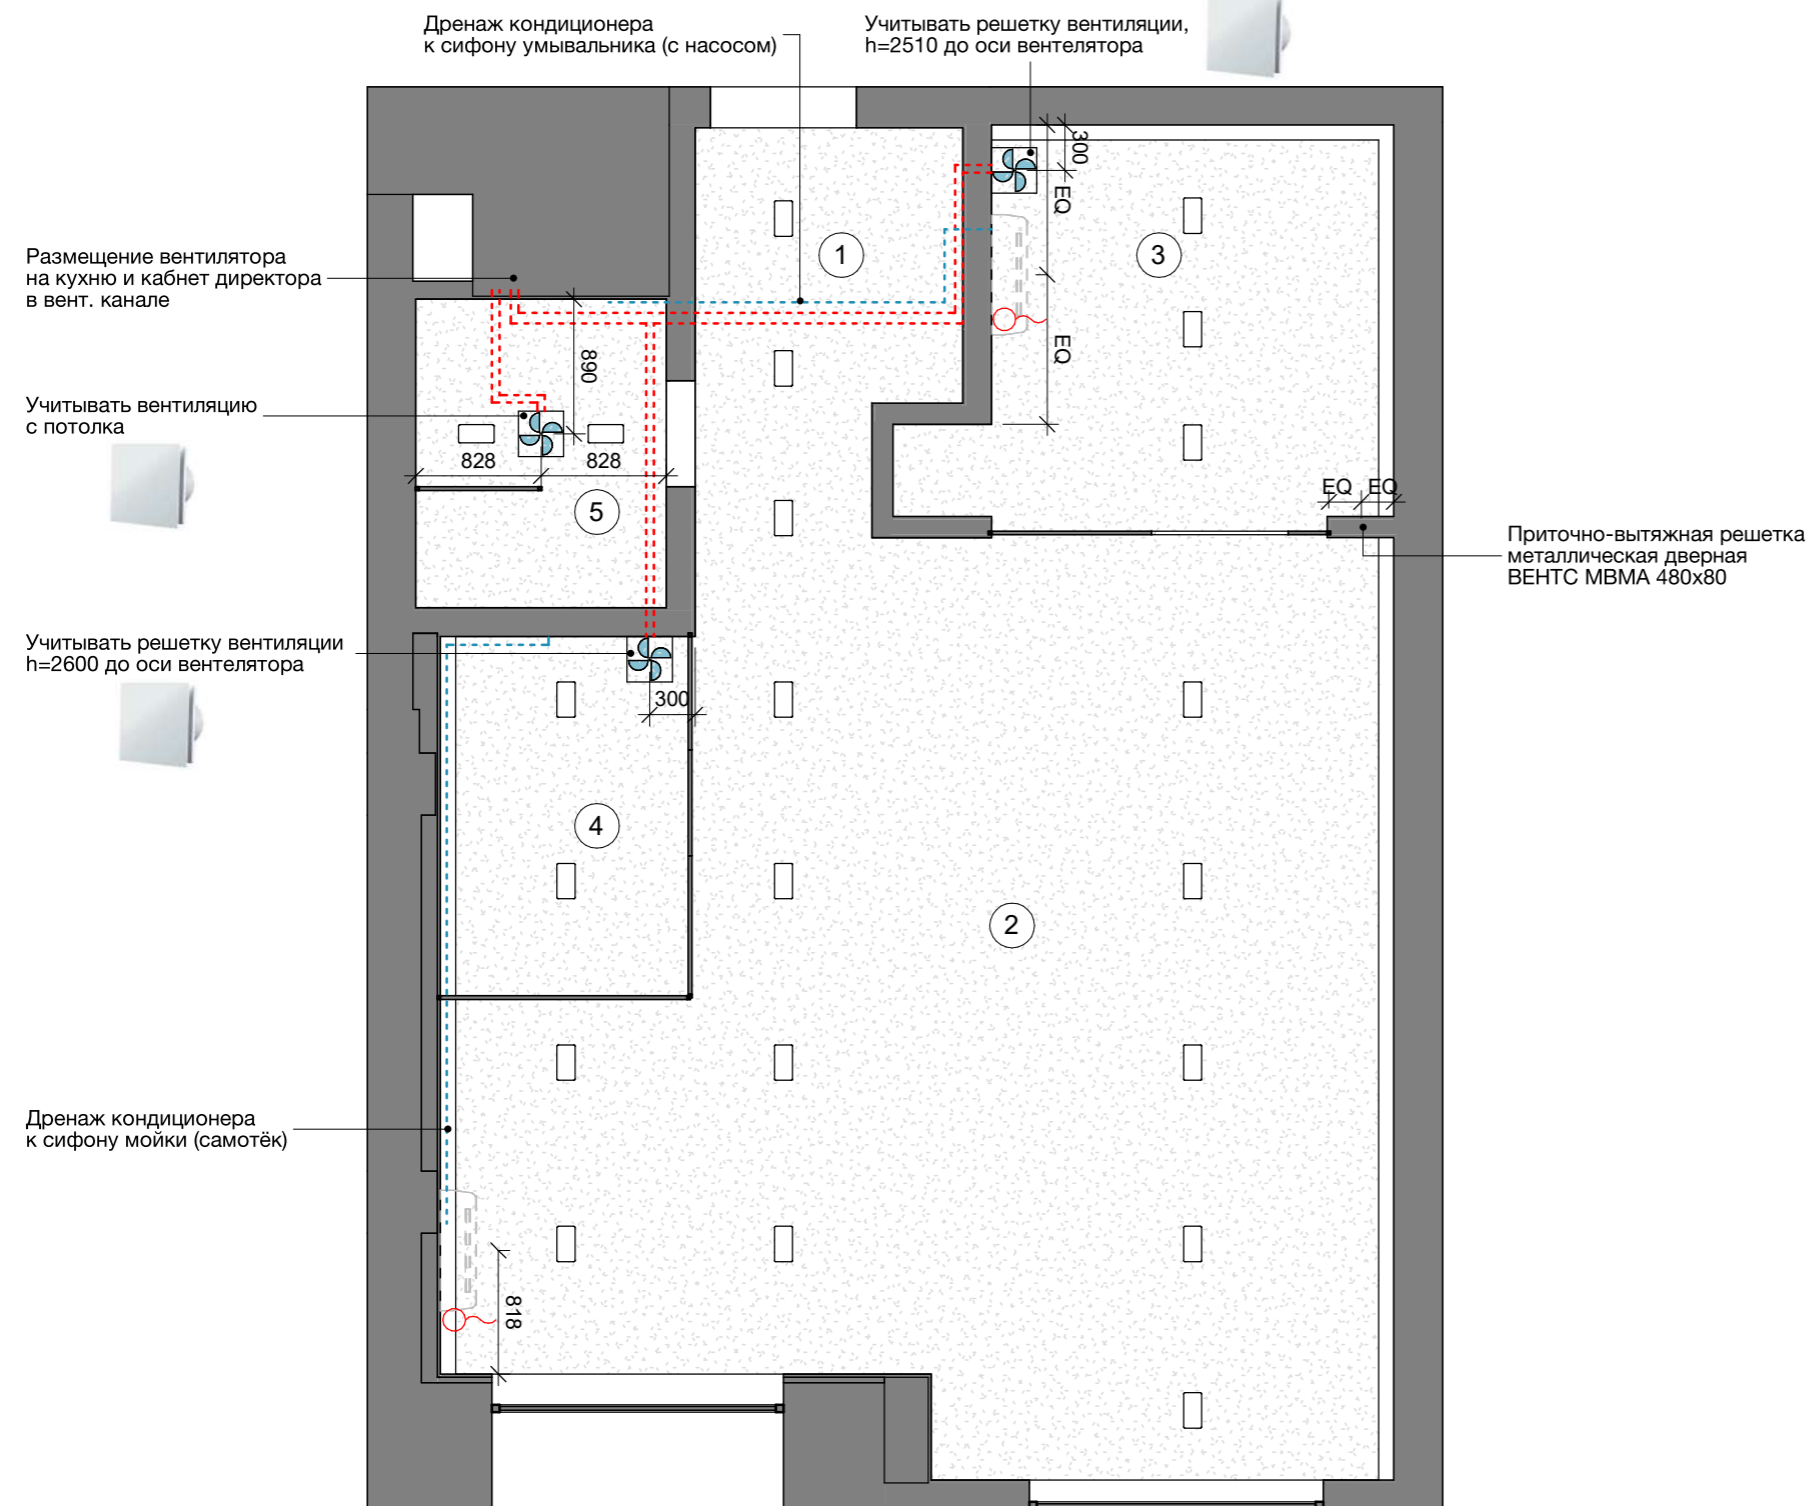 Дренаж кондиционера
к сифону умывальника (с насосом)
Учитывать решетку вентиляции,
h=2510 до оси вентелятора
300
EQ
1
3
Размещение вентилятора
на кухню и кабнет директора
в вент. канале
EQ
890
Учитывать вентиляцию
с потолка
828
828
EQ
EQ
5
Приточно-вытяжная решетка
металлическая дверная
ВЕНТС МВМА 480x80
Учитывать решетку вентиляции
h=2600 до оси вентелятора
300
4
2
Дренаж кондиционера
к сифону мойки (самотёк)
818